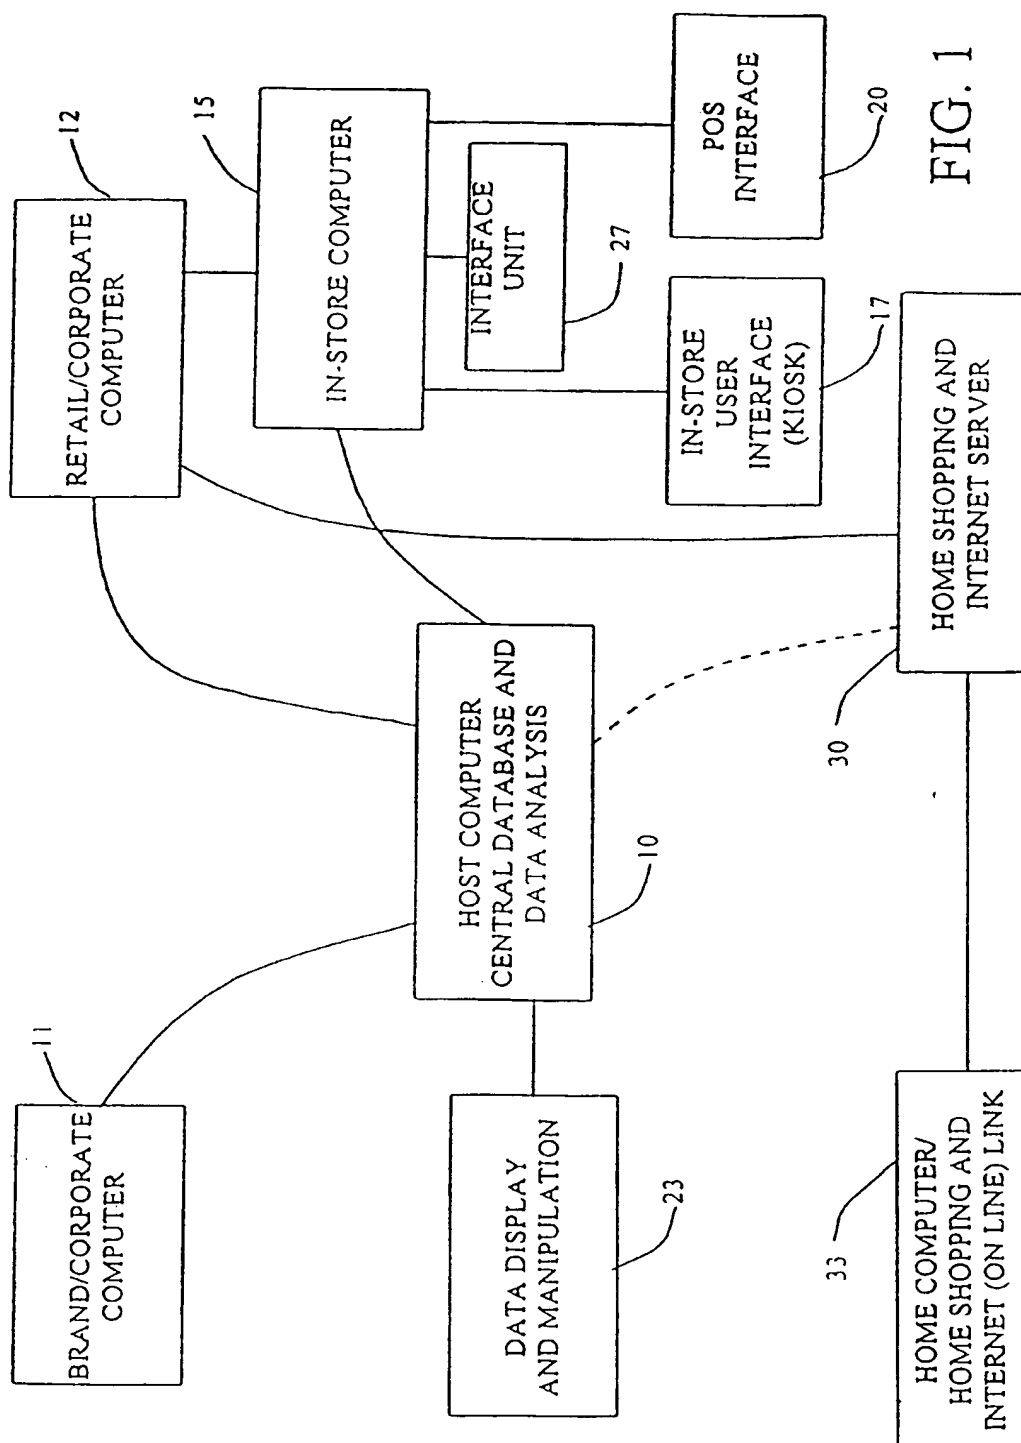 BRAND/CORPORATE
COMPUTER
11
RETAIL/CORPORATE
COMPUTER
12
IN-STORE COMPUTER
15
HOST COMPUTER
CENTRAL DATABASE AND
DATA ANALYSIS
10
DATA DISPLAY
AND MANIPULATION
23
INTERFACE
UNIT
27
IN-STORE
USER
INTERFACE
(KIOSK)
17
POS
INTERFACE
20
HOME COMPUTER/
HOME SHOPPING AND
INTERNET (ON LINE) LINK
33
HOME SHOPPING AND
INTERNET SERVER
30
FIG. 1